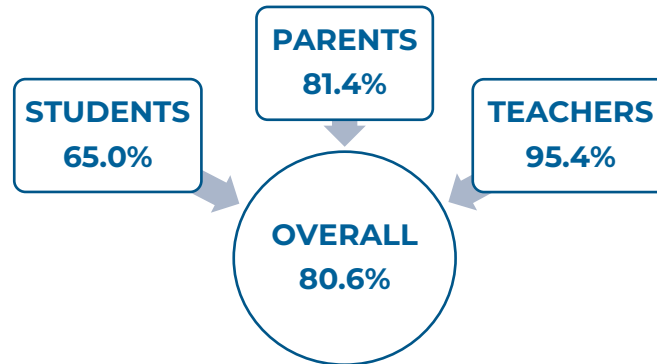 PARENTS
81.4%
STUDENTS
65.0%
TEACHERS
95.4%
OVERALL
80.6%